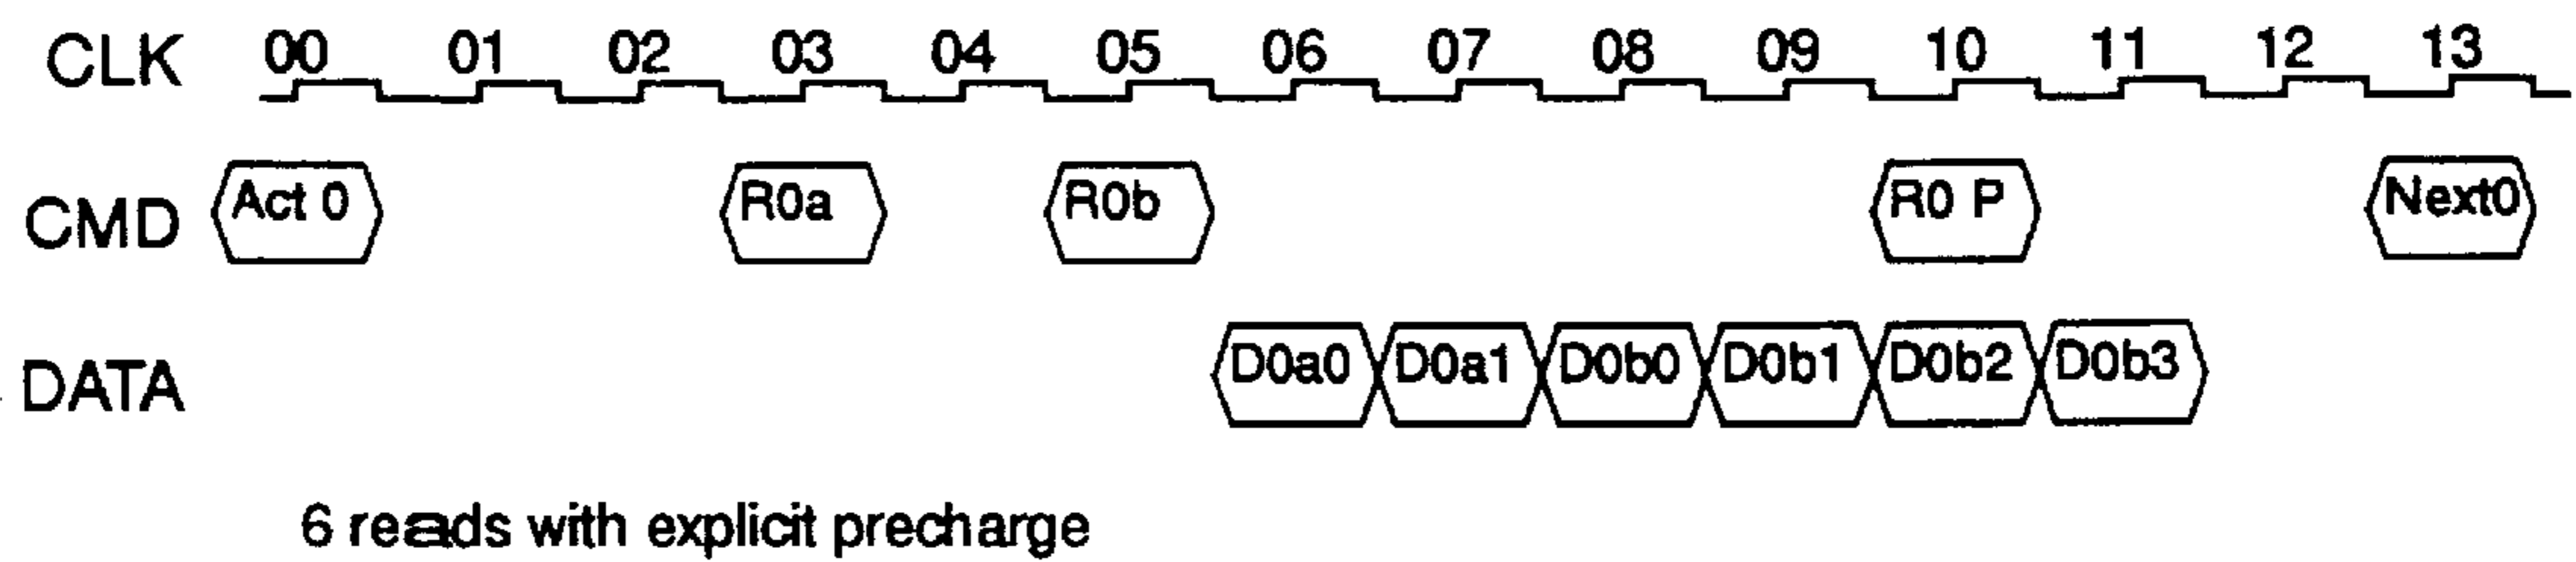 CLK 00 01 02 03 04 05 06 07 08 09 10 11 12 13
CMD Act 0 R0a R0b R0 P Next0
DATA D0a0 D0a1 D0b0 D0b1 D0b2 D0b3
6 reads with explicit precharge